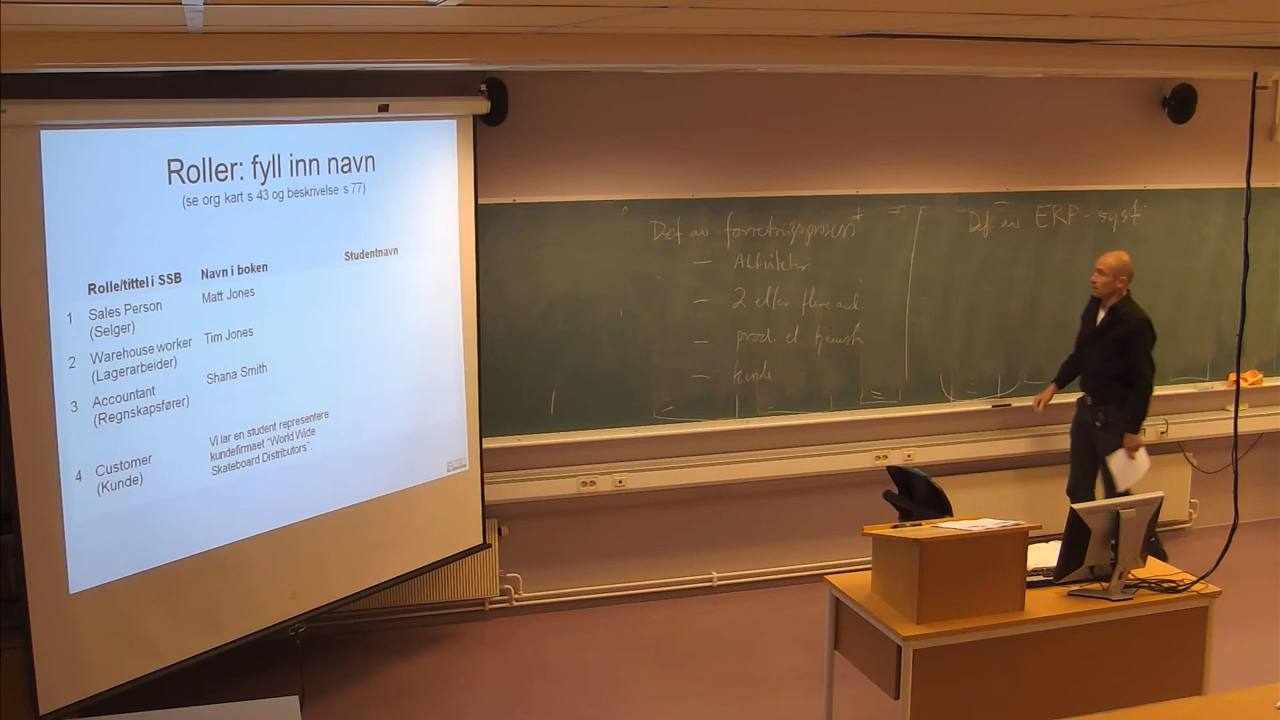 Roller: fyll inn navn
(se org kart s 43 og beskrivelse s 77)
Rolle/tittel i SSB Navn i boken Studentnavn
1 Sales Person Matt Jones
(Selger)
2 Warehouse worker Tim Jones
(Lagerarbeider)
3 Accountant Shana Smith
(Regnskapsfører)
4 Customer
(Kunde)
Vi lar en student representere
kundefirmaet "World Wide
Skateboard Distributors".
Def av forretningsprosess
– Aktiviteter
– 2 eller flere avd
– prod. el tjeneste
– kunde
Def. av ERP-syst